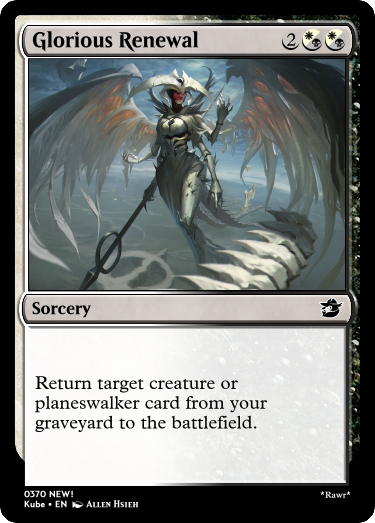 Glorious Renewal 2
Sorcery
Return target creature or
planeswalker card from your
graveyard to the battlefield.
0370 NEW!
Kube • EN Allen Hsieh
*Rawr*